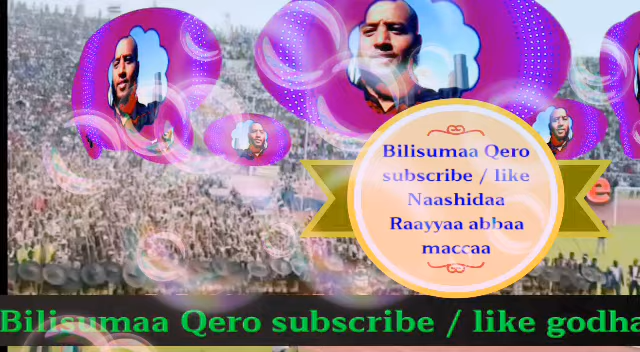 Bilisumaa Qero
subscribe / like
Naashidaa
Raayyaa abbaa
maccaa
e
Bilisumaa Qero subscribe / like godha